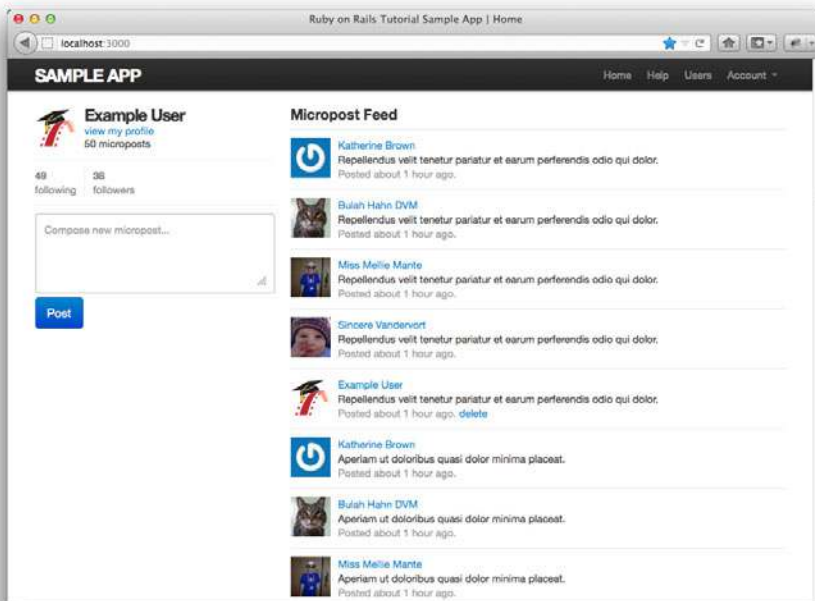 Ruby on Rails Tutorial Sample App | Home
localhost:3000
SAMPLE APP
Home Help Users Account
Example User
view my profile
50 microposts
49 following
38 followers
Compose new micropost...
Post
Micropost Feed
Katherine Brown
Repellendus velit tenetur pariatur et earum perferendis odio qui dolor.
Posted about 1 hour ago.
Bulah Hahn DVM
Repellendus velit tenetur pariatur et earum perferendis odio qui dolor.
Posted about 1 hour ago.
Miss Mellie Mante
Repellendus velit tenetur pariatur et earum perferendis odio qui dolor.
Posted about 1 hour ago.
Sincere Vandervort
Repellendus velit tenetur pariatur et earum perferendis odio qui dolor.
Posted about 1 hour ago.
Example User
Repellendus velit tenetur pariatur et earum perferendis odio qui dolor.
Posted about 1 hour ago. delete
Katherine Brown
Aperiam ut doloribus quasi dolor minima placeat.
Posted about 1 hour ago.
Bulah Hahn DVM
Aperiam ut doloribus quasi dolor minima placeat.
Posted about 1 hour ago.
Miss Mellie Mante
Aperiam ut doloribus quasi dolor minima placeat.
Posted about 1 hour ago.